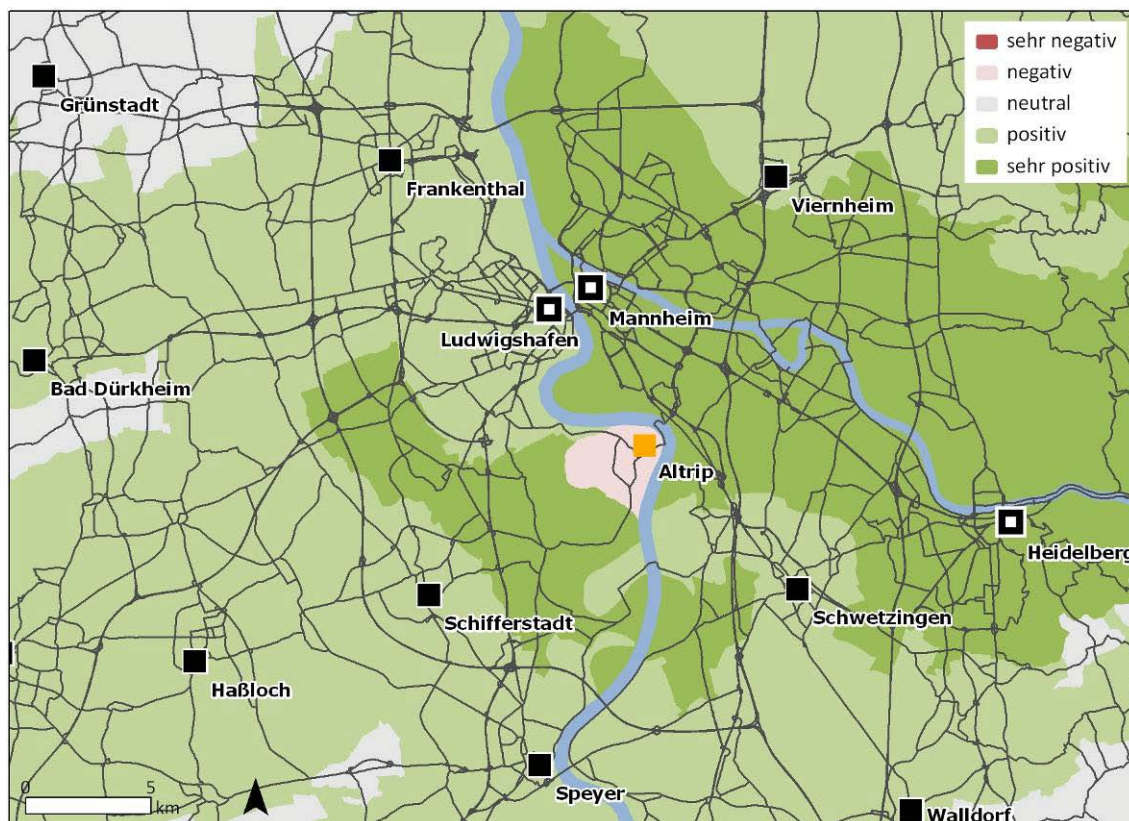 sehr negativ
negativ
neutral
positiv
sehr positiv
Grünstadt
Frankenthal
Viernheim
Mannheim
Ludwigshafen
Bad Dürkheim
Altrip
Heidelberg
Schifferstadt
Schwetzingen
Haßloch
Speyer
Walldorf
0 5
km